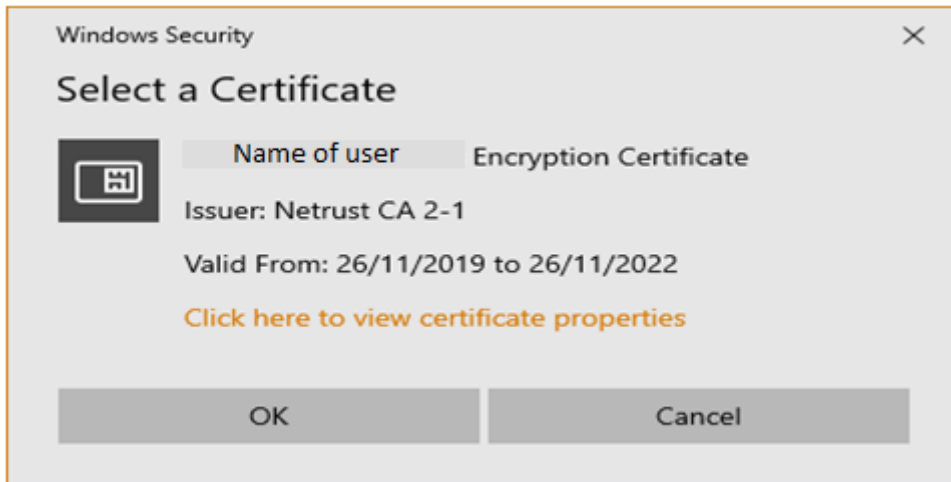 Windows Security
Select a Certificate
Name of user Encryption Certificate
Issuer: Netrust CA 2-1
Valid From: 26/11/2019 to 26/11/2022
Click here to view certificate properties
OK Cancel